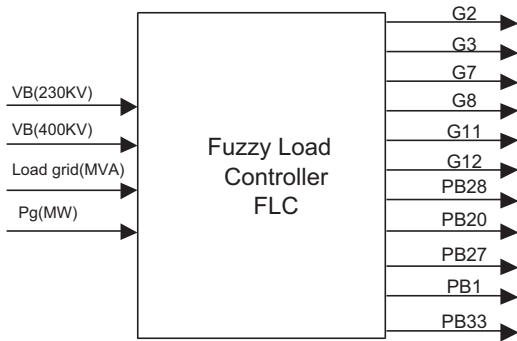 VB(230KV)
VB(400KV)
Load grid(MVA)
Pg(MW)
Fuzzy Load
Controller
FLC
G2
G3
G7
G8
G11
G12
PB28
PB20
PB27
PB1
PB33